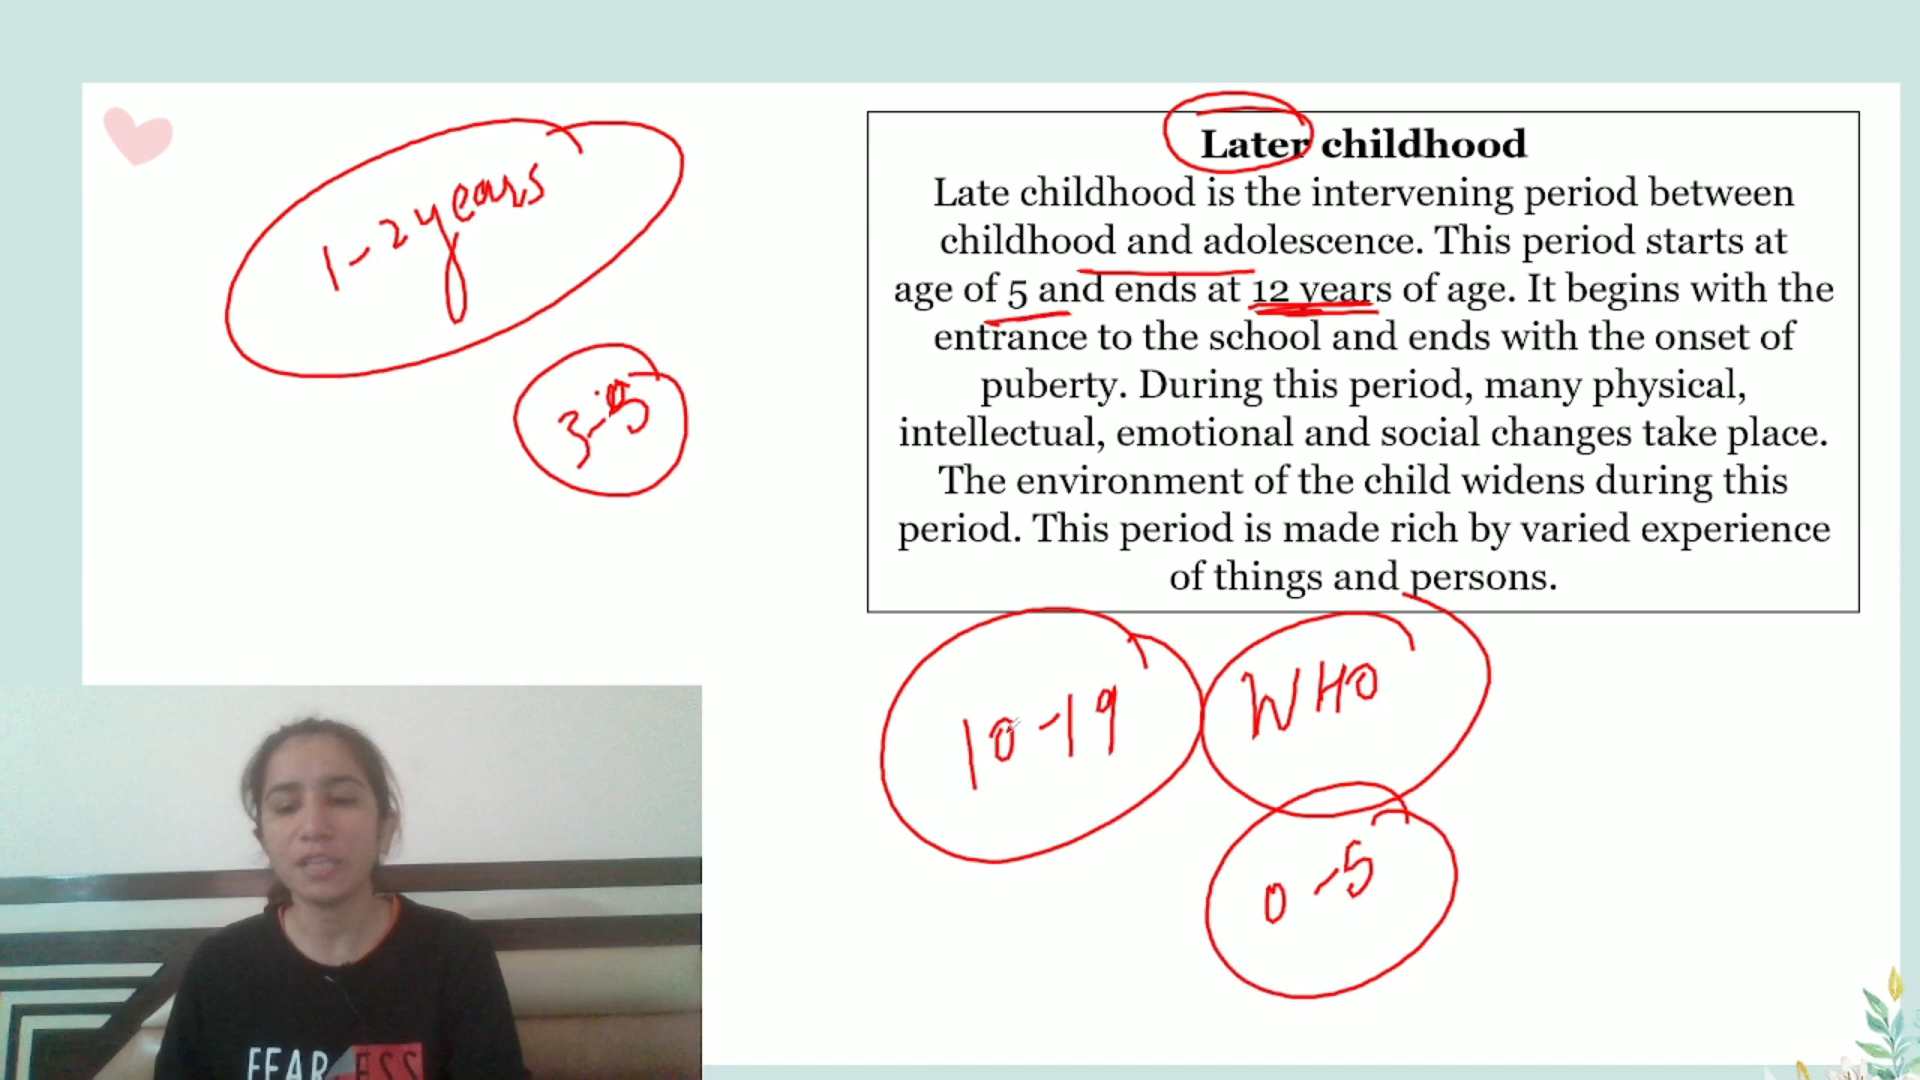 1-2 years
3-5
Later childhood
Late childhood is the intervening period between
childhood and adolescence. This period starts at
age of 5 and ends at 12 years of age. It begins with the
entrance to the school and ends with the onset of
puberty. During this period, many physical,
intellectual, emotional and social changes take place.
The environment of the child widens during this
period. This period is made rich by varied experience
of things and persons.
10-19
WHO
0-5
FEARLESS